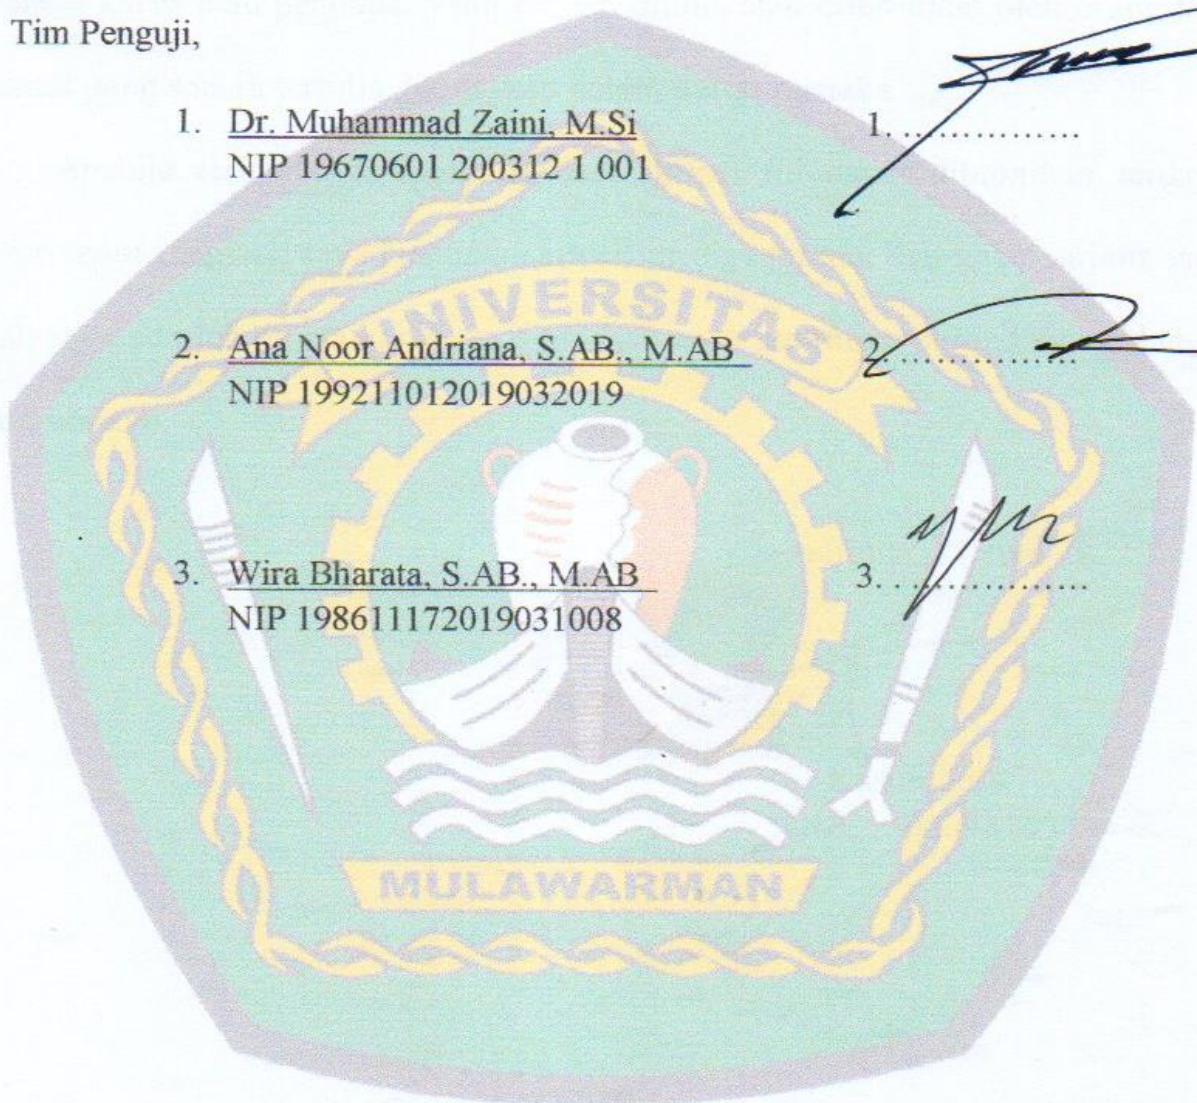 Tim Penguji,
1. Dr. Muhammad Zaini, M.Si 1. ................
NIP 19670601 200312 1 001
UNIVERSITAS
2. Ana Noor Andriana, S.AB., M.AB 2. ................
NIP 199211012019032019
3. Wira Bharata, S.AB., M.AB 3. ................
NIP 198611172019031008
MULAWARMAN